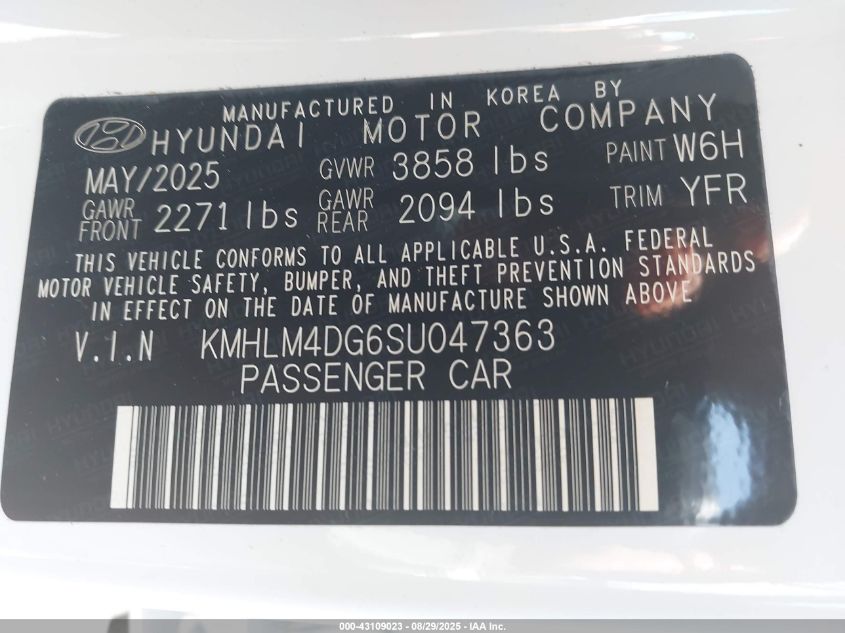 MANUFACTURED IN KOREA BY
HYUNDAI MOTOR COMPANY
MAY/2025 GVWR 3858 lbs PAINT W6H
GAWR FRONT 2271 lbs GAWR REAR 2094 lbs TRIM YFR
THIS VEHICLE CONFORMS TO ALL APPLICABLE U.S.A. FEDERAL
MOTOR VEHICLE SAFETY, BUMPER, AND THEFT PREVENTION STANDARDS
IN EFFECT ON THE DATE OF MANUFACTURE SHOWN ABOVE
V.I.N KMHLM4DG6SU047363
PASSENGER CAR
000-43109023 - 08/29/2025 - IAA Inc.